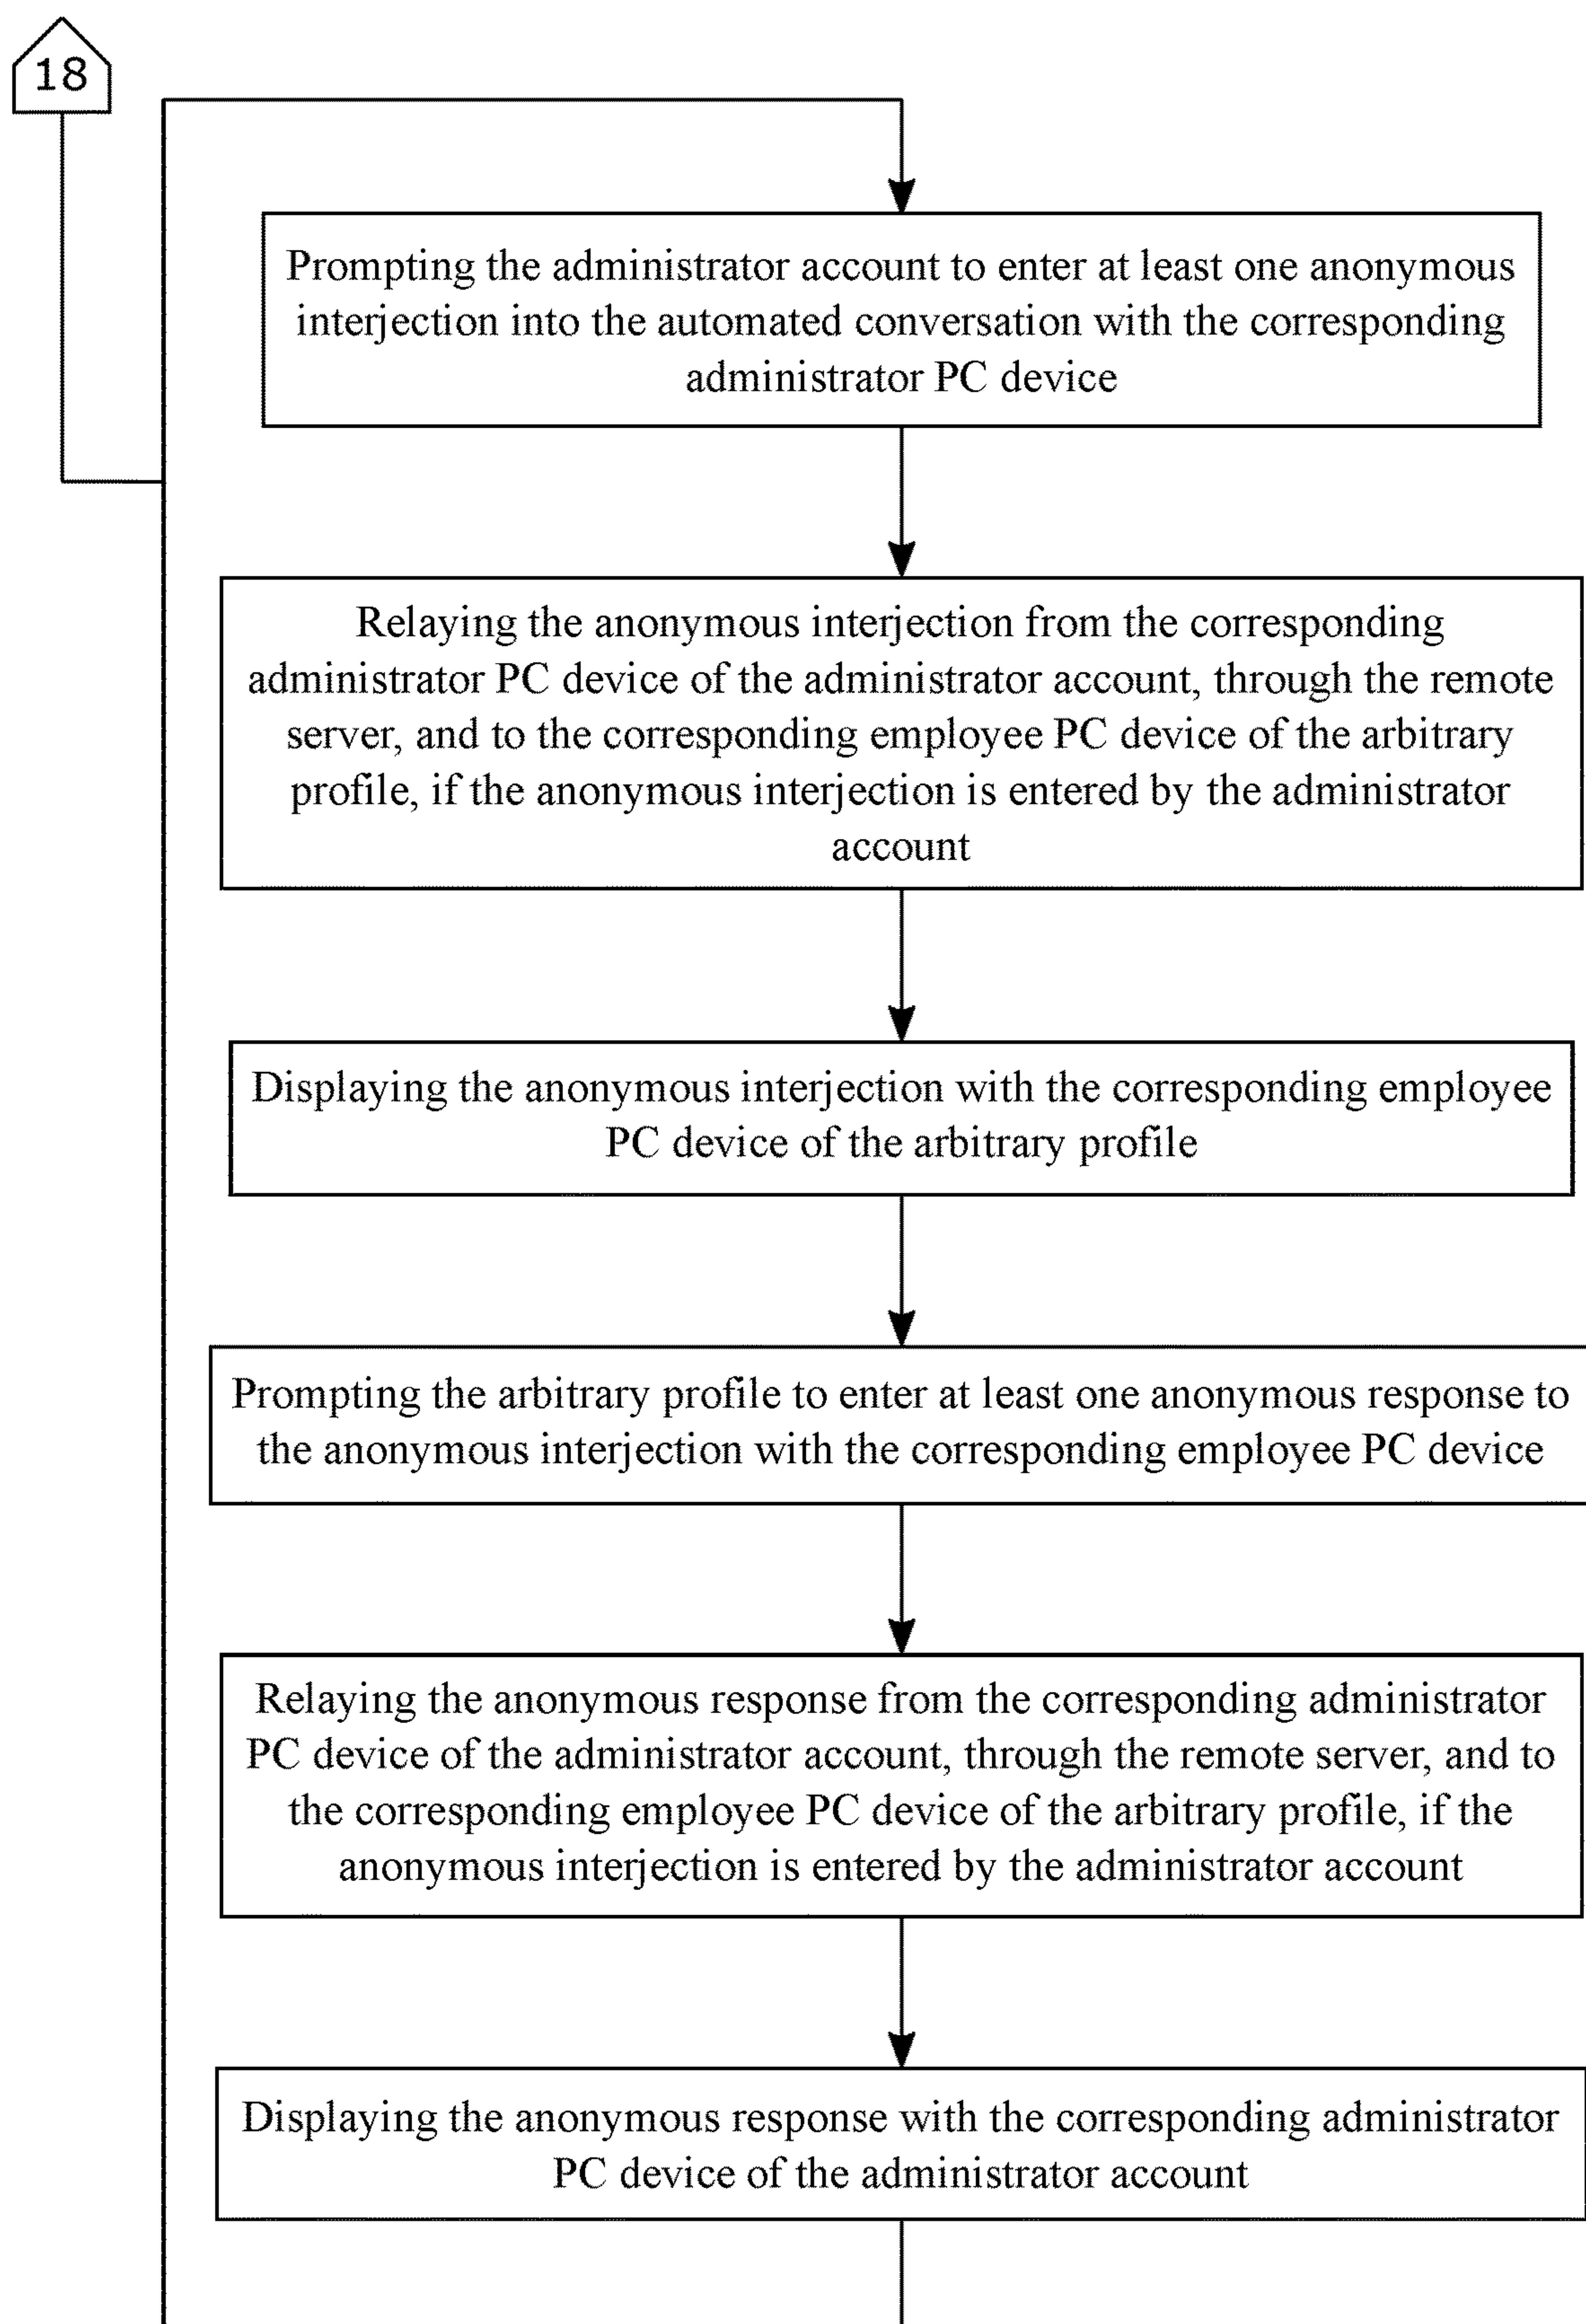 18
Prompting the administrator account to enter at least one anonymous
interjection into the automated conversation with the corresponding
administrator PC device
Relaying the anonymous interjection from the corresponding
administrator PC device of the administrator account, through the remote
server, and to the corresponding employee PC device of the arbitrary
profile, if the anonymous interjection is entered by the administrator
account
Displaying the anonymous interjection with the corresponding employee
PC device of the arbitrary profile
Prompting the arbitrary profile to enter at least one anonymous response to
the anonymous interjection with the corresponding employee PC device
Relaying the anonymous response from the corresponding administrator
PC device of the administrator account, through the remote server, and to
the corresponding employee PC device of the arbitrary profile, if the
anonymous interjection is entered by the administrator account
Displaying the anonymous response with the corresponding administrator
PC device of the administrator account